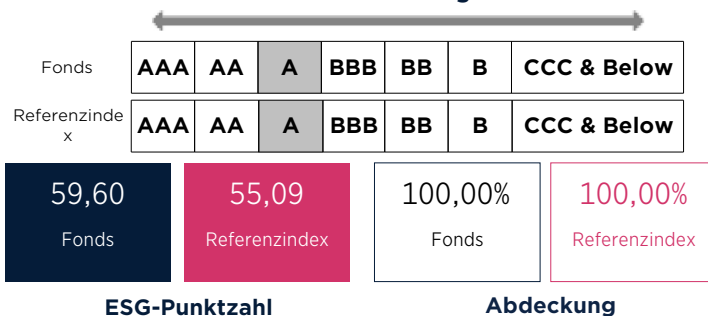 Fonds AAA AA A BBB BB B CCC & Below
Referenzinde
x
AAA AA A BBB BB B CCC & Below
59,60 55,09 100,00% 100,00%
Fonds Referenzindex Fonds Referenzindex
ESG-Punktzahl Abdeckung